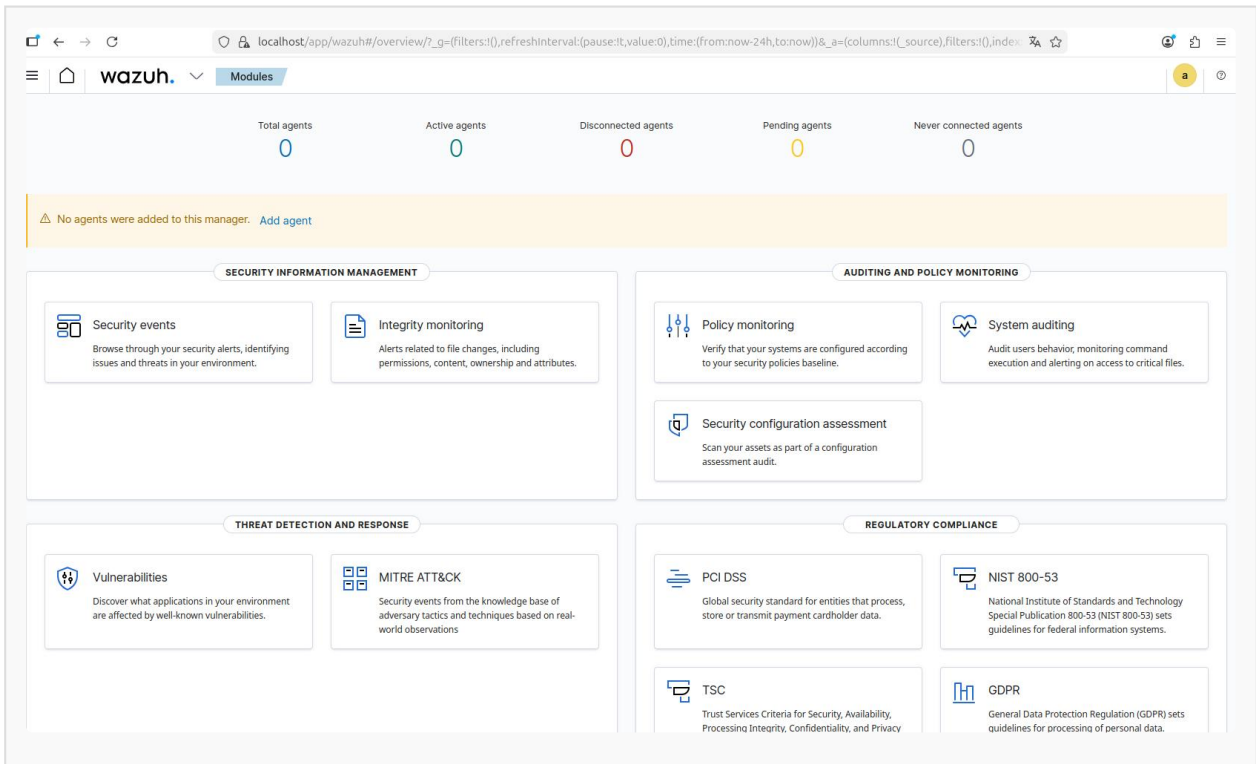 localhost/app/wazuh#/overview/?_g=(filters:!(),refreshInterval:(pause:!t,value:0),time:(from:now-24h,to:now))&_a=(columns:!(_source),filters:!(),index:
wazuh. Modules a
Total agents Active agents Disconnected agents Pending agents Never connected agents
0 0 0 0 0
No agents were added to this manager. Add agent
SECURITY INFORMATION MANAGEMENT
Security events
Browse through your security alerts, identifying
issues and threats in your environment.
Integrity monitoring
Alerts related to file changes, including
permissions, content, ownership and attributes.
AUDITING AND POLICY MONITORING
Policy monitoring
Verify that your systems are configured according
to your security policies baseline.
System auditing
Audit users behavior, monitoring command
execution and alerting on access to critical files.
Security configuration assessment
Scan your assets as part of a configuration
assessment audit.
THREAT DETECTION AND RESPONSE
Vulnerabilities
Discover what applications in your environment
are affected by well-known vulnerabilities.
MITRE ATT&CK
Security events from the knowledge base of
adversary tactics and techniques based on real-
world observations
REGULATORY COMPLIANCE
PCI DSS
Global security standard for entities that process,
store or transmit payment cardholder data.
NIST 800-53
National Institute of Standards and Technology
Special Publication 800-53 (NIST 800-53) sets
guidelines for federal information systems.
TSC
Trust Services Criteria for Security, Availability,
Processing Integrity, Confidentiality, and Privacy
GDPR
General Data Protection Regulation (GDPR) sets
guidelines for processing of personal data.